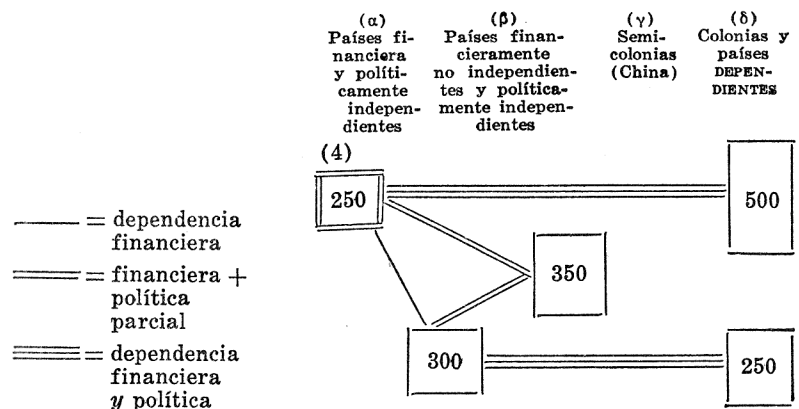 (α)
Países fi-
nanciera
y políti-
camente
indepen-
dientes
(β)
Países finan-
cieramente
no independien-
tes y política-
mente indepen-
dientes
(γ)
Semi-
colonias
(China)
(δ)
Colonias y
países
DEPEN-
DIENTES
(4)
250
500
350
300
250
= dependencia
financiera
= financiera +
política
parcial
= dependencia
financiera
y política